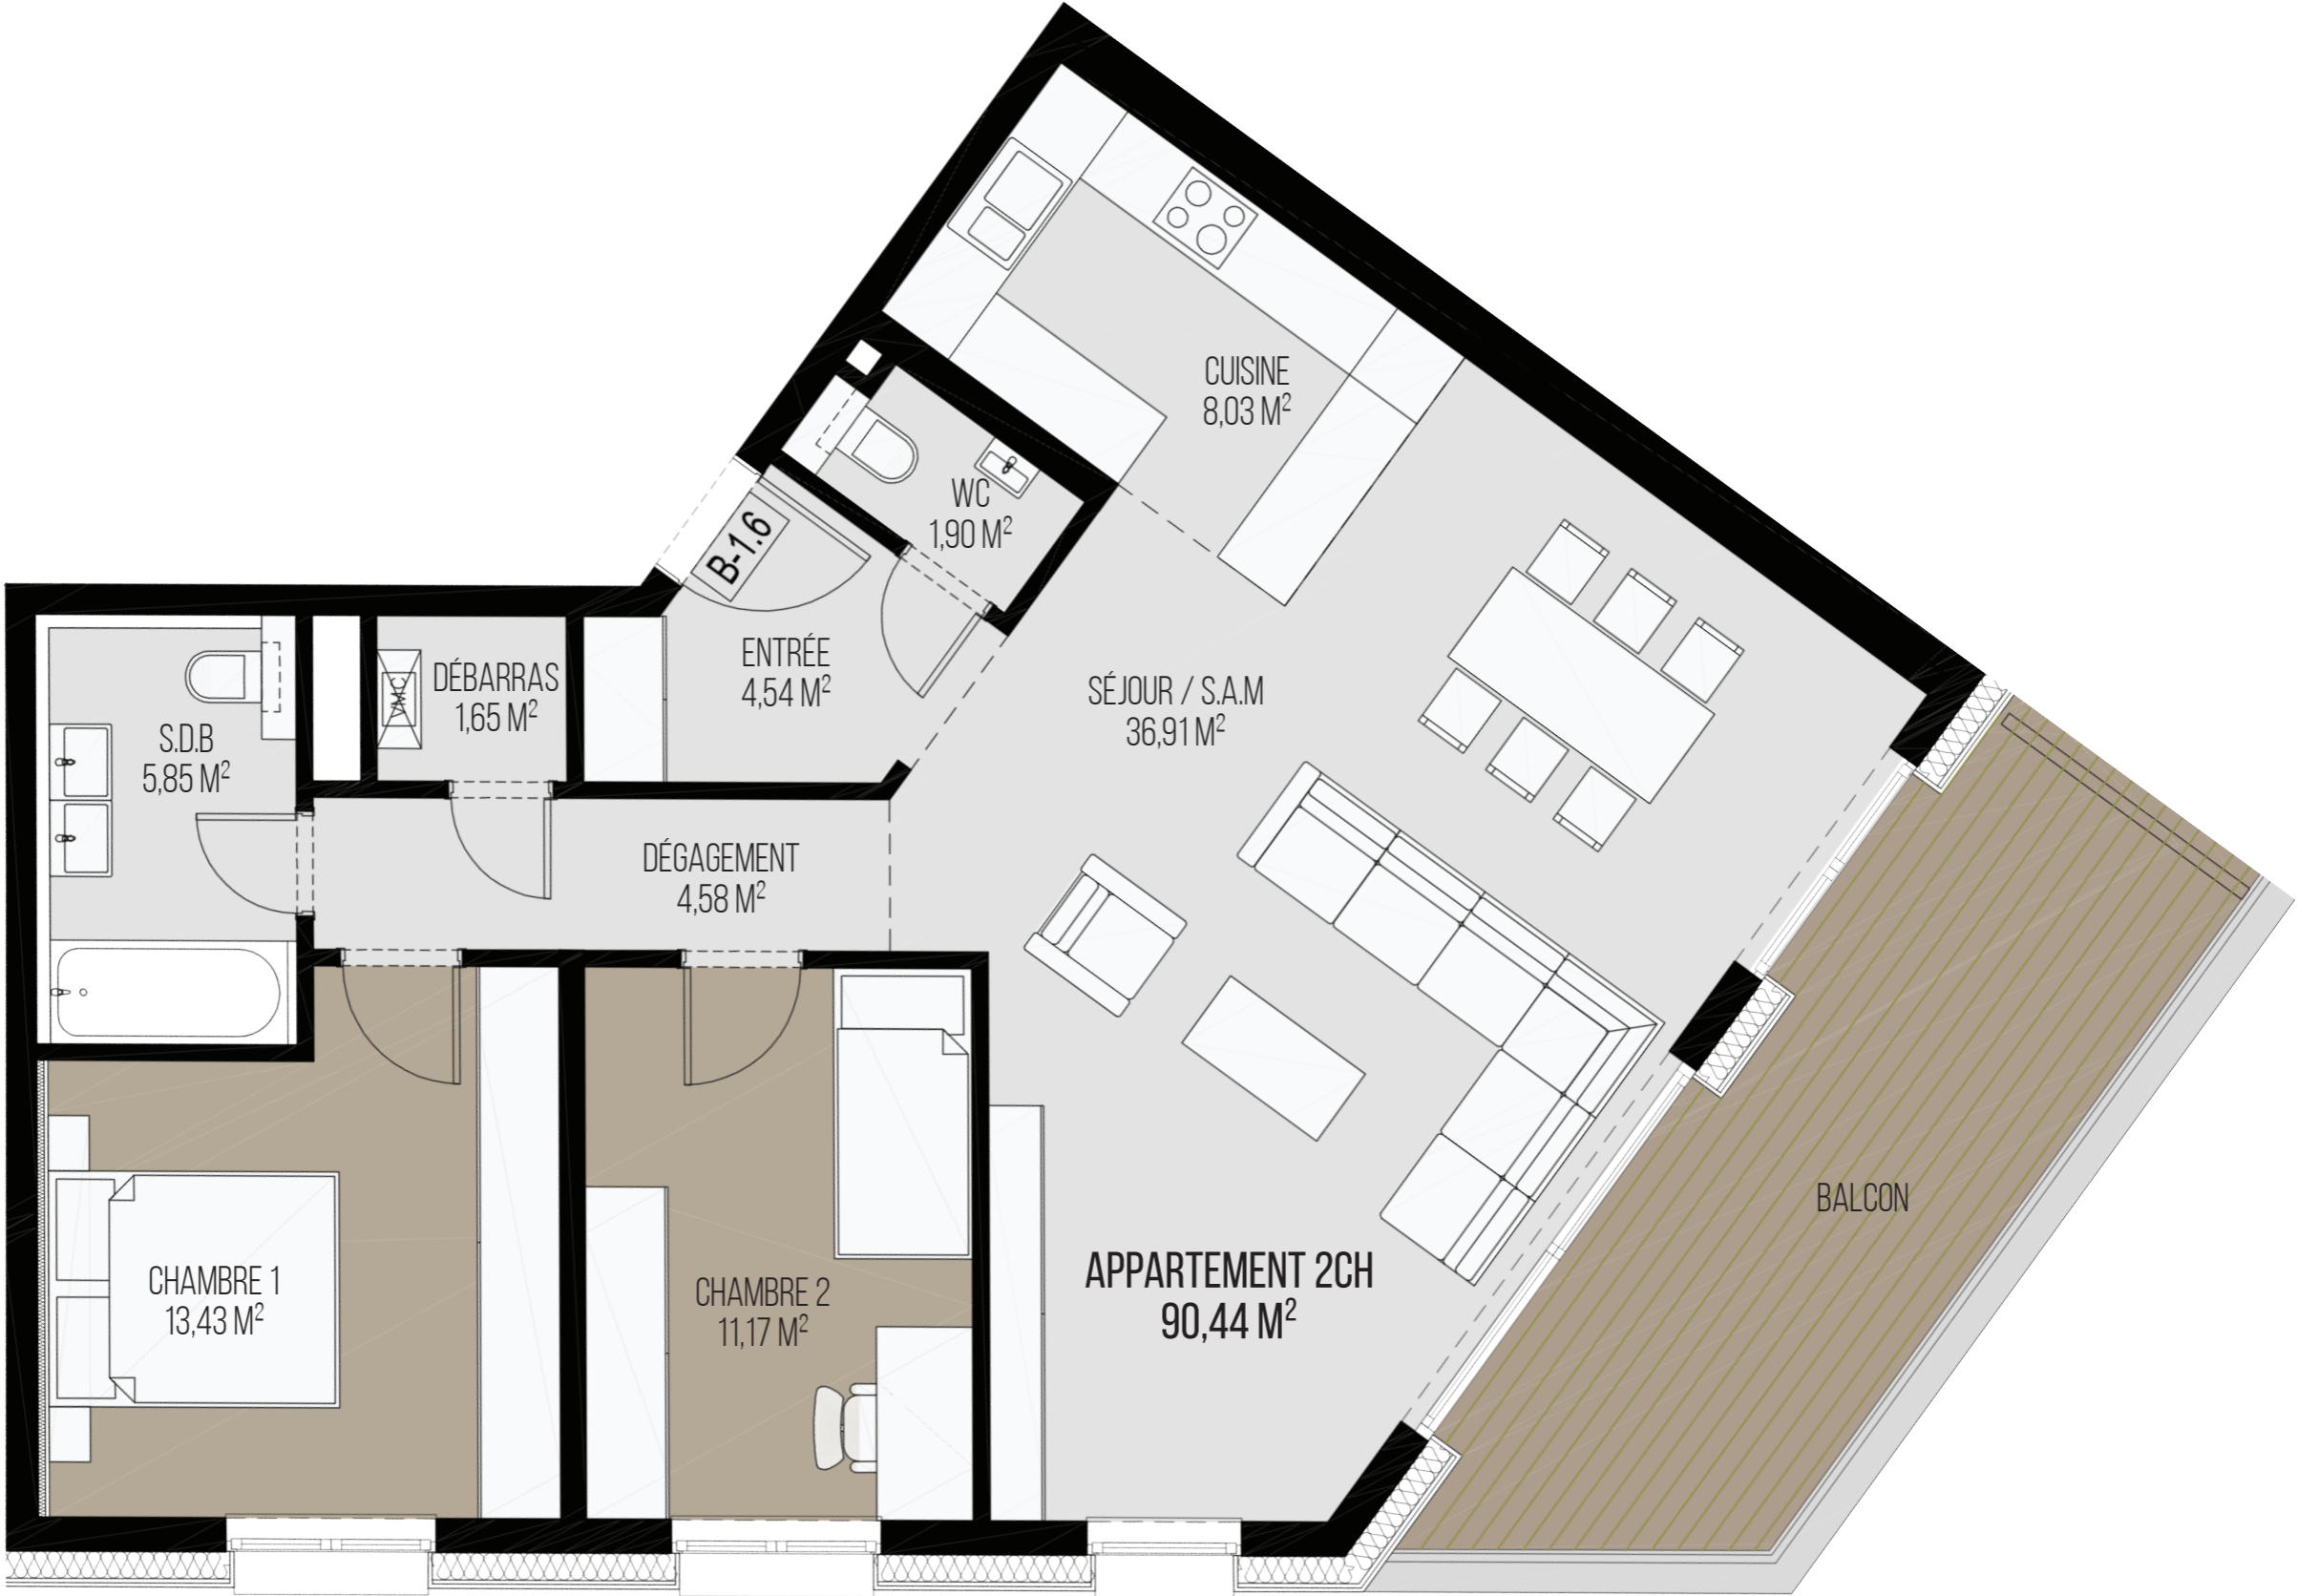 CUISINE
8,03 M²
WC
1,90 M²
B-1.6
ENTRÉE
4,54 M²
DÉBARRAS
1,65 M²
VMC
S.D.B
5,85 M²
SÉJOUR / S.A.M
36,91 M²
DÉGAGEMENT
4,58 M²
BALCON
CHAMBRE 1
13,43 M²
CHAMBRE 2
11,17 M²
APPARTEMENT 2CH
90,44 M²